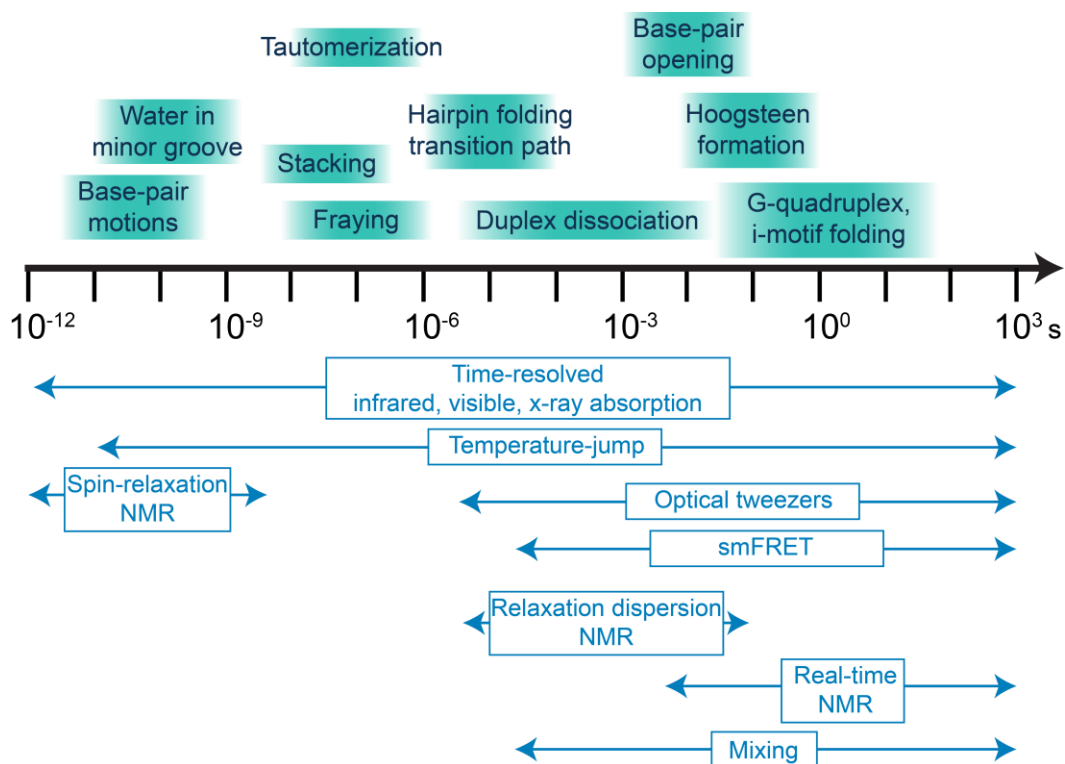 Tautomerization
Base-pair
opening
Water in
minor groove
Hairpin folding
transition path
Hoogsteen
formation
Stacking
Base-pair
motions
Fraying
Duplex dissociation
G-quadruplex,
i-motif folding
10⁻¹² 10⁻⁹ 10⁻⁶ 10⁻³ 10⁰ 10³ s
Time-resolved
infrared, visible, x-ray absorption
Temperature-jump
Spin-relaxation
NMR
Optical tweezers
smFRET
Relaxation dispersion
NMR
Real-time
NMR
Mixing